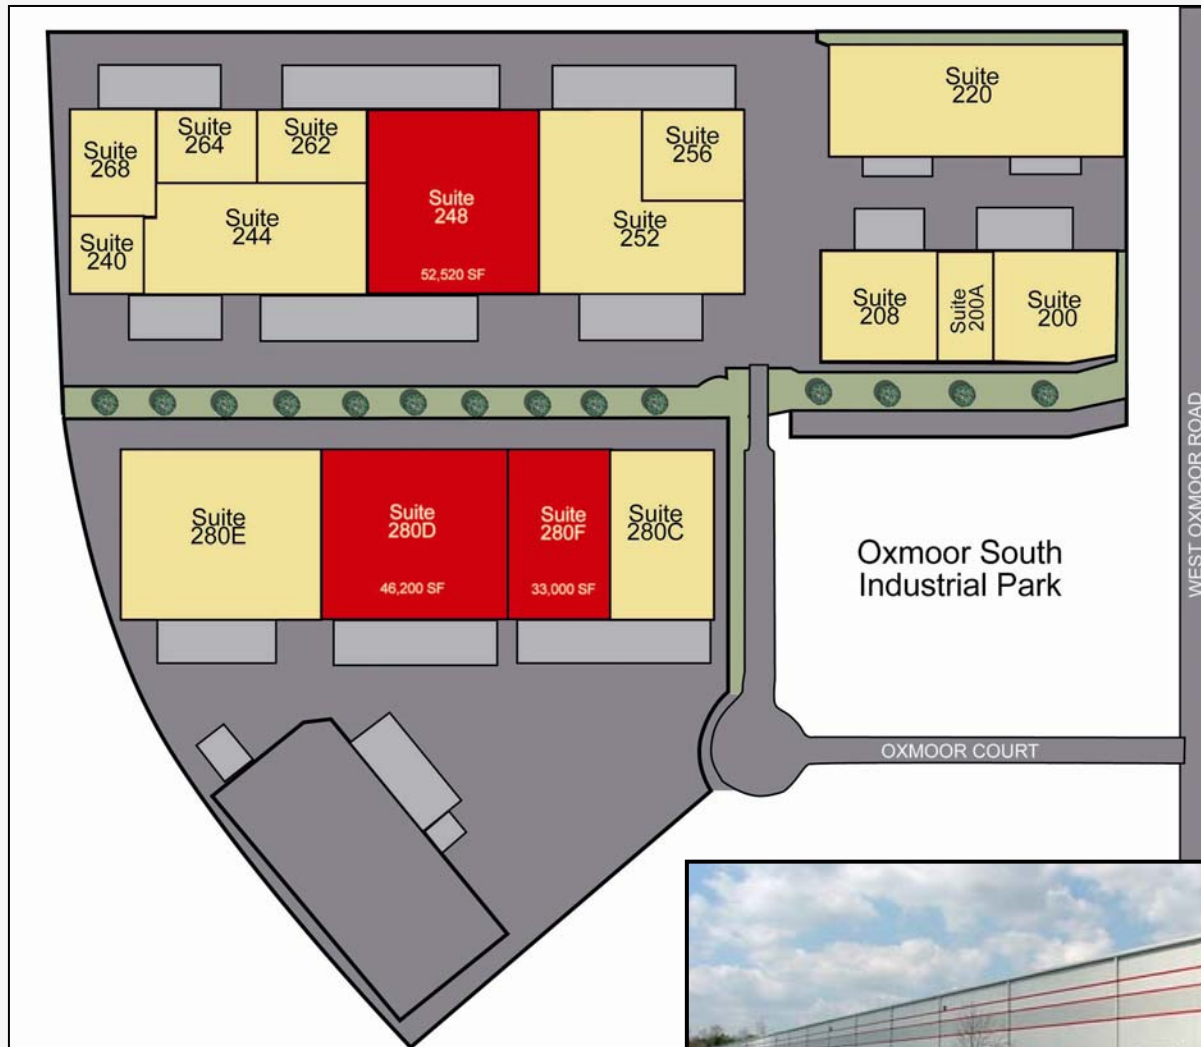 Suite
220
Suite
268
Suite
264
Suite
262
Suite
248
52,520 SF
Suite
256
Suite
252
Suite
244
Suite
240
Suite
208
Suite
200A
Suite
200
Suite
280E
Suite
280D
46,200 SF
Suite
280F
33,000 SF
Suite
280C
Oxmoor South
Industrial Park
WEST OXMOOR ROAD
OXMOOR COURT